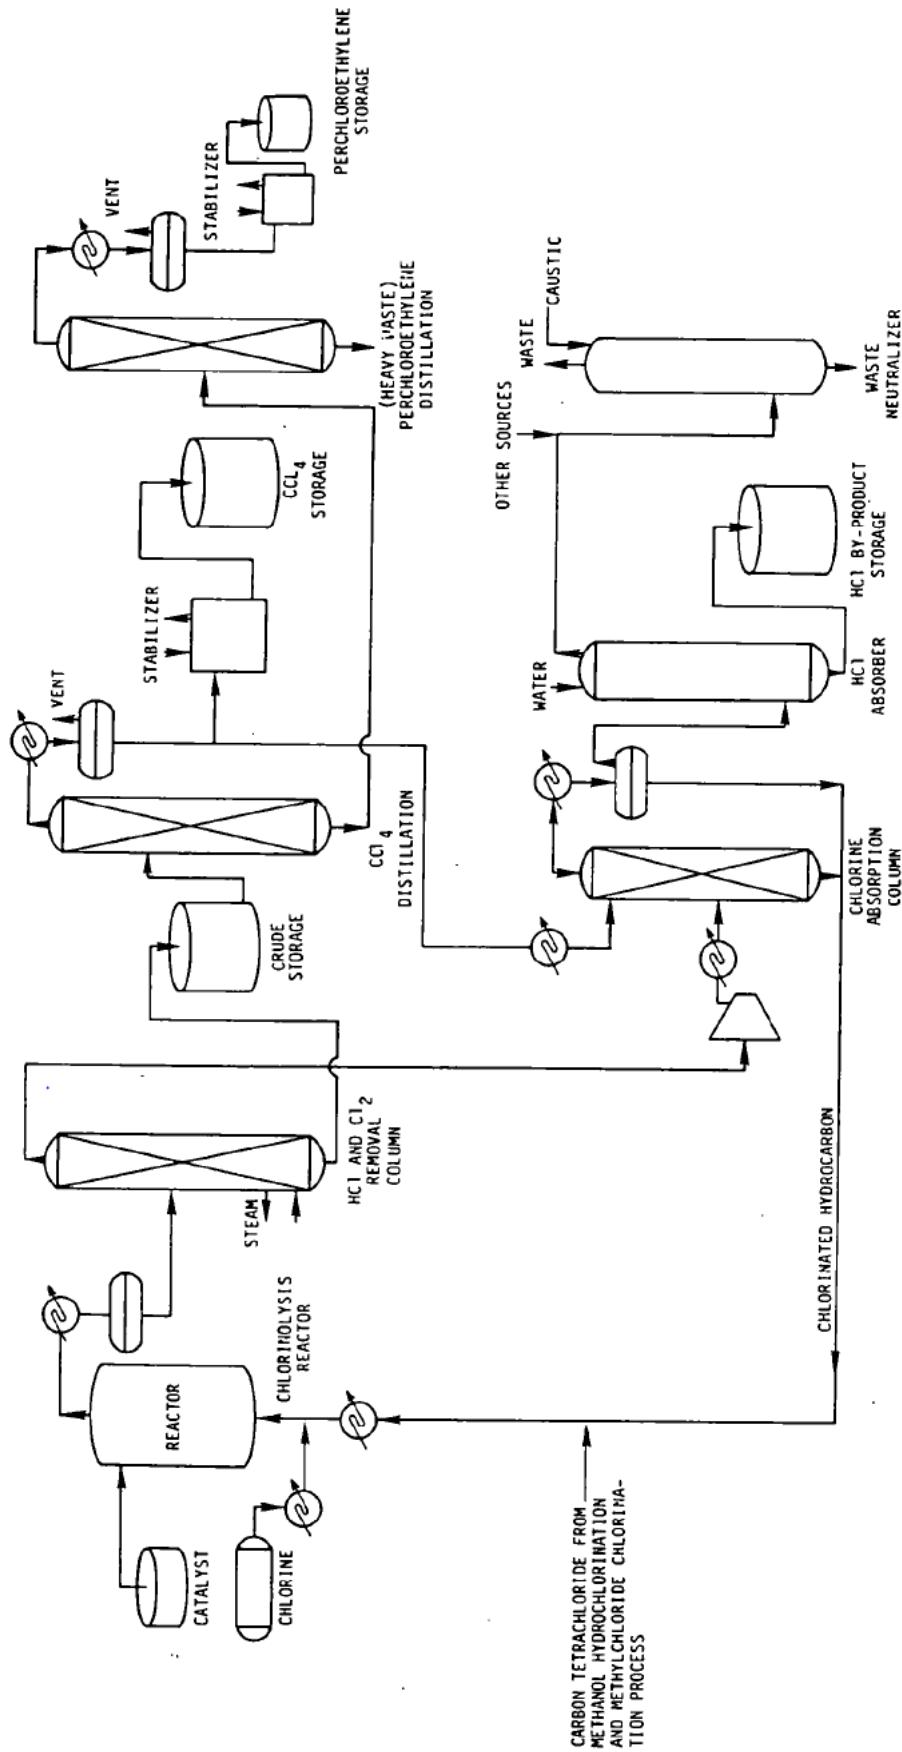 CATALYST
CHLORINE
REACTOR
CHLORINOLYSIS
REACTOR
STEAM
HCl AND Cl2
REMOVAL
COLUMN
CRUDE
STORAGE
CCl4
DISTILLATION
VENT
STABILIZER
CCL4
STORAGE
(HEAVY WASTE)
PERCHLOROETHYLENE
DISTILLATION
VENT
STABILIZER
PERCHLOROETHYLENE
STORAGE
CARBON TETRACHLORIDE FROM
METHANOL HYDROCHLORINATION
AND METHYLCHLORIDE CHLORINA-
TION PROCESS
CHLORINATED HYDROCARBON
CHLORINE
ABSORPTION
COLUMN
WATER
HCl
ABSORBER
HCl BY-PRODUCT
STORAGE
OTHER SOURCES
WASTE
CAUSTIC
WASTE
NEUTRALIZER